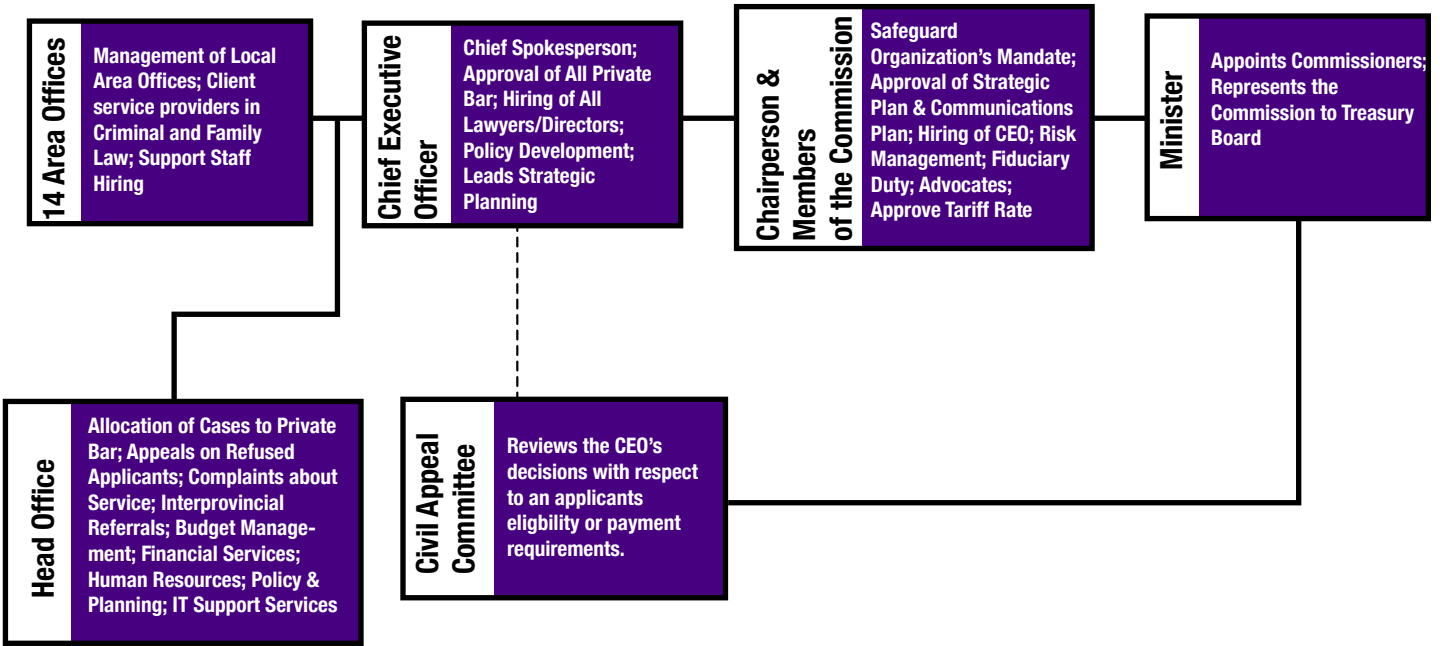 14 Area Offices
Management of Local
Area Offices; Client
service providers in
Criminal and Family
Law; Support Staff
Hiring
Chief Executive
Officer
Chief Spokesperson;
Approval of All Private
Bar; Hiring of All
Lawyers/Directors;
Policy Development;
Leads Strategic
Planning
Chairperson &
Members
of the Commission
Safeguard
Organization’s Mandate;
Approval of Strategic
Plan & Communications
Plan; Hiring of CEO; Risk
Management; Fiduciary
Duty; Advocates;
Approve Tariff Rate
Minister
Appoints Commissioners;
Represents the
Commission to Treasury
Board
Head Office
Allocation of Cases to Private
Bar; Appeals on Refused
Applicants; Complaints about
Service; Interprovincial
Referrals; Budget Manage-
ment; Financial Services;
Human Resources; Policy &
Planning; IT Support Services
Civil Appeal
Committee
Reviews the CEO’s
decisions with respect
to an applicants
eligbility or payment
requirements.